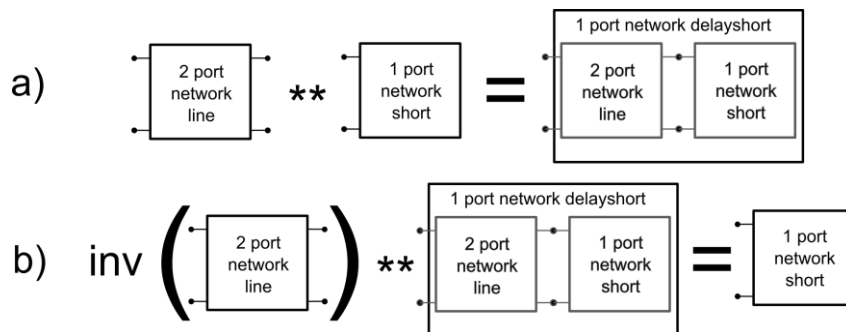 1 port network delayshort
a)
2 port
network
line
**
1 port
network
short
=
2 port
network
line
1 port
network
short
b)
inv
(
2 port
network
line
)
**
1 port network delayshort
2 port
network
line
1 port
network
short
=
1 port
network
short